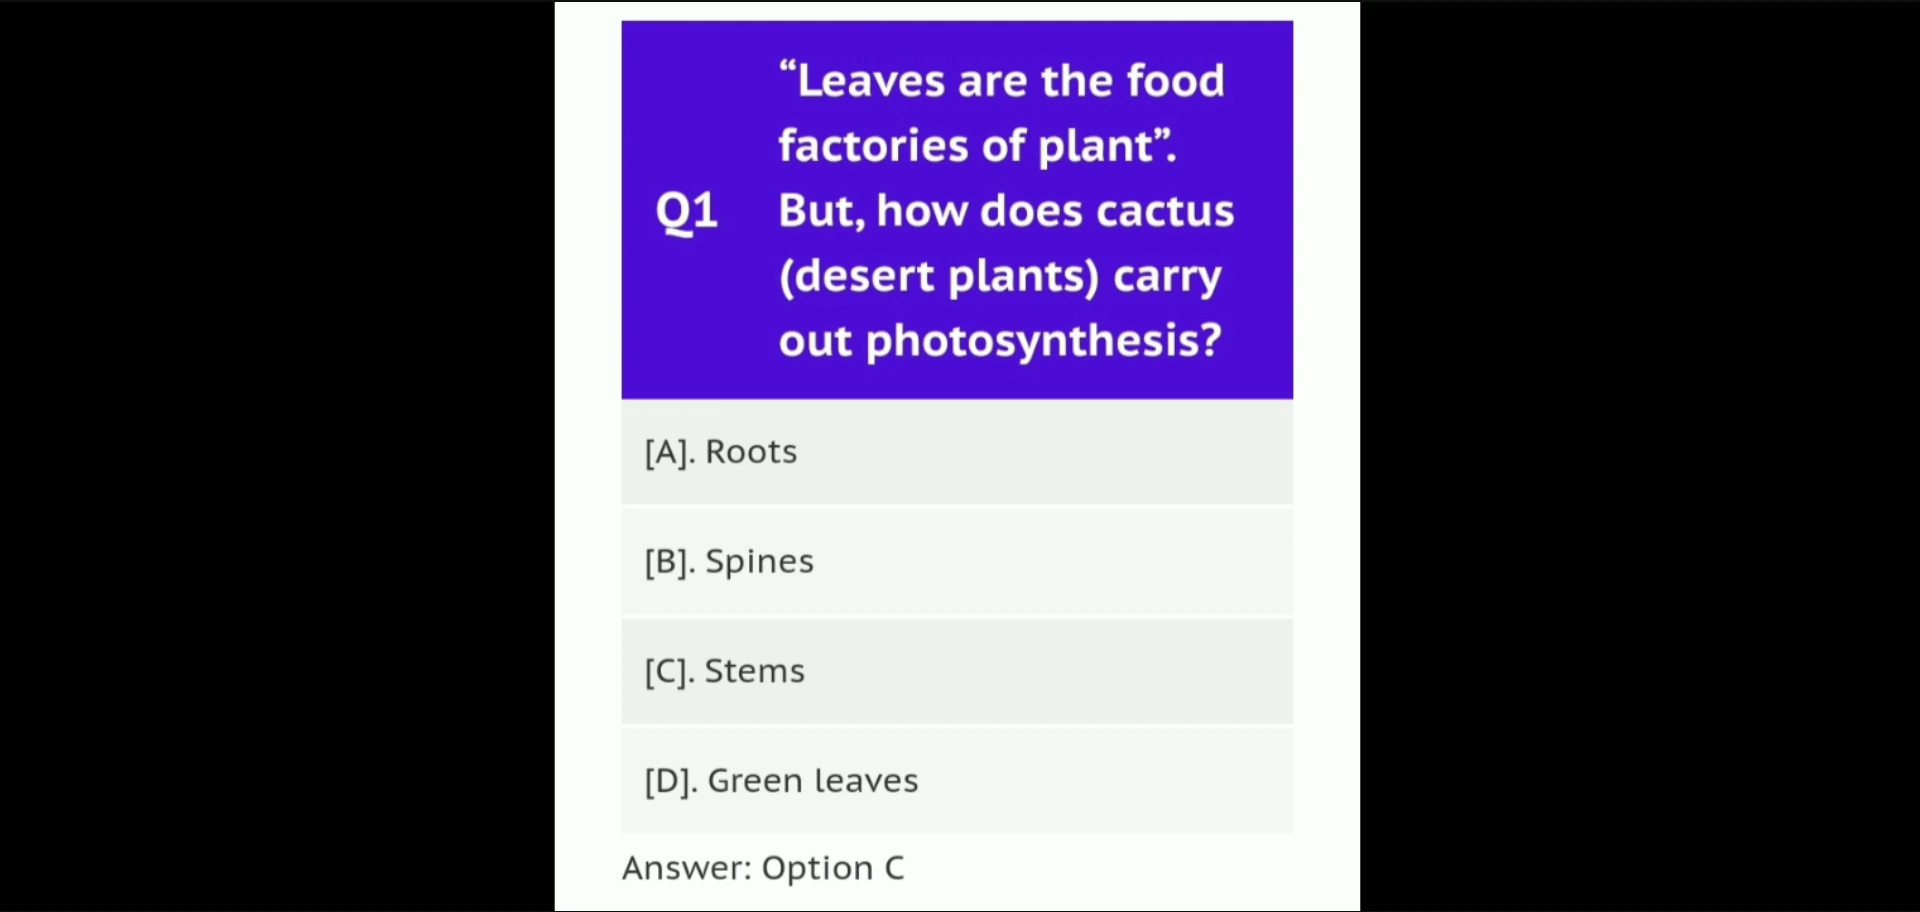 Q1
“Leaves are the food
factories of plant”.
But, how does cactus
(desert plants) carry
out photosynthesis?
[A]. Roots
[B]. Spines
[C]. Stems
[D]. Green leaves
Answer: Option C